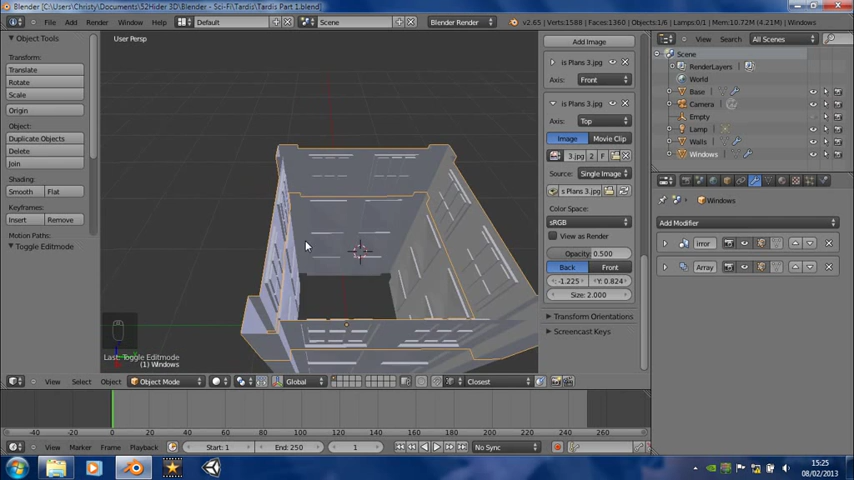 Blender [C:\Users\Christy\Documents\52Hider 3D\Blender - Sci-Fi\Tardis\Tardis Part 1.blend]
File Add Render Window Help Default Scene Blender Render v2.65 | Verts:1588 | Faces:1360 | Objects:1/6 | Lamps:0/1 | Mem:10.72M (4.21M) | Windows
Object Tools
Transform:
Translate
Rotate
Scale
Origin
Object:
Duplicate Objects
Delete
Join
Shading:
Smooth Flat
Keyframes:
Insert Remove
Motion Paths:
Toggle Editmode
User Persp
Last: Toggle Editmode
(1) Windows
Add Image
is Plans 3.jpg
Axis: Front
is Plans 3.jpg
Axis: Top
Image Movie Clip
3.jpg 2 F
Source: Single Image
s Plans 3.jpg
Color Space:
sRGB
View as Render
Opacity: 0.500
Back Front
-1.225 Y: 0.824
Size: 2.000
Transform Orientations
Screencast Keys
View Search All Scenes
Scene
RenderLayers
World
Base
Camera
Empty
Lamp
Walls
Windows
Windows
Add Modifier
irror
Array
View Select Object Object Mode Global Closest
-40 -20 0 20 40 60 80 100 120 140 160 180 200 220 240 260
View Marker Frame Playback Start: 1 End: 250 1 No Sync
15:25
08/02/2013